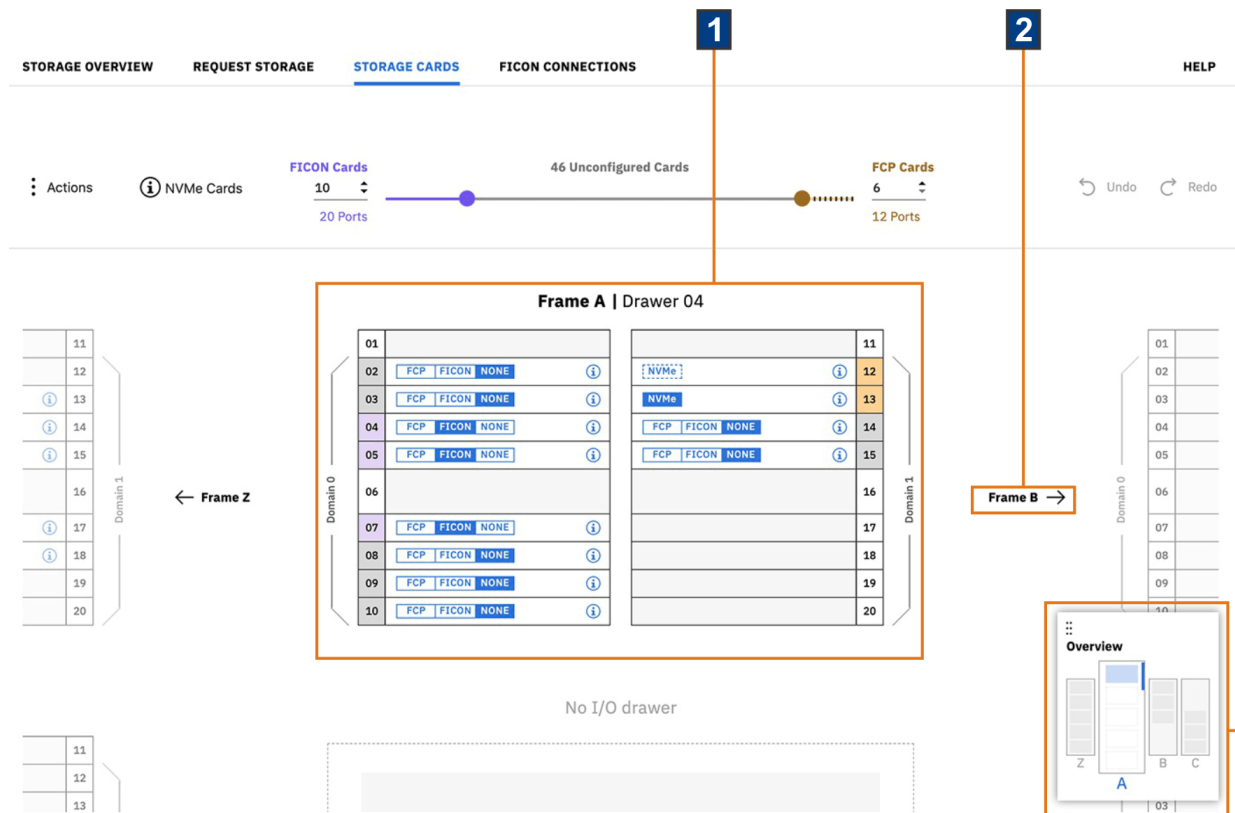 1 2
STORAGE OVERVIEW REQUEST STORAGE STORAGE CARDS FICON CONNECTIONS HELP
FICON Cards 46 Unconfigured Cards FCP Cards
Actions NVMe Cards 10 6 Undo Redo
20 Ports 12 Ports
Frame A | Drawer 04
11 01 11 01
12 02 FCP FICON NONE NVMe 12 02
13 03 FCP FICON NONE NVMe 13 03
14 04 FCP FICON NONE FCP FICON NONE 14 04
15 05 FCP FICON NONE FCP FICON NONE 15 05
16 Domain 1 ← Frame Z Domain 0 06 16 Domain 1 Frame B → Domain 0 06
17 07 FCP FICON NONE 17 07
18 08 FCP FICON NONE 18 08
19 09 FCP FICON NONE 19 09
20 10 FCP FICON NONE 20 10
Overview
No I/O drawer
11
Z B C
12 A
13 03